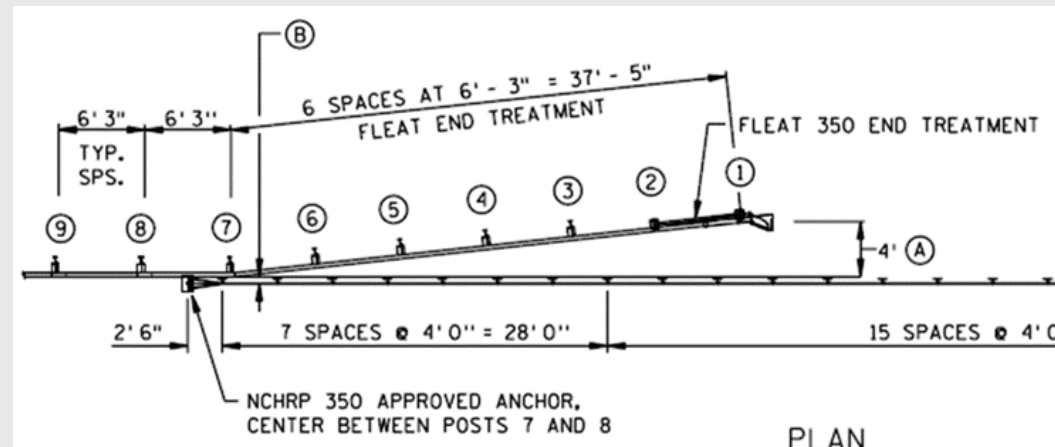 B
6 SPACES AT 6' - 3" = 37' - 5"
FLEAT END TREATMENT
6' 3" 6' 3"
TYP.
SPS.
FLEAT 350 END TREATMENT
9 8 7 6 5 4 3 2 1
4' A
2' 6" 7 SPACES @ 4' 0" = 28' 0" 15 SPACES @ 4'
NCHRP 350 APPROVED ANCHOR,
CENTER BETWEEN POSTS 7 AND 8
PLAN